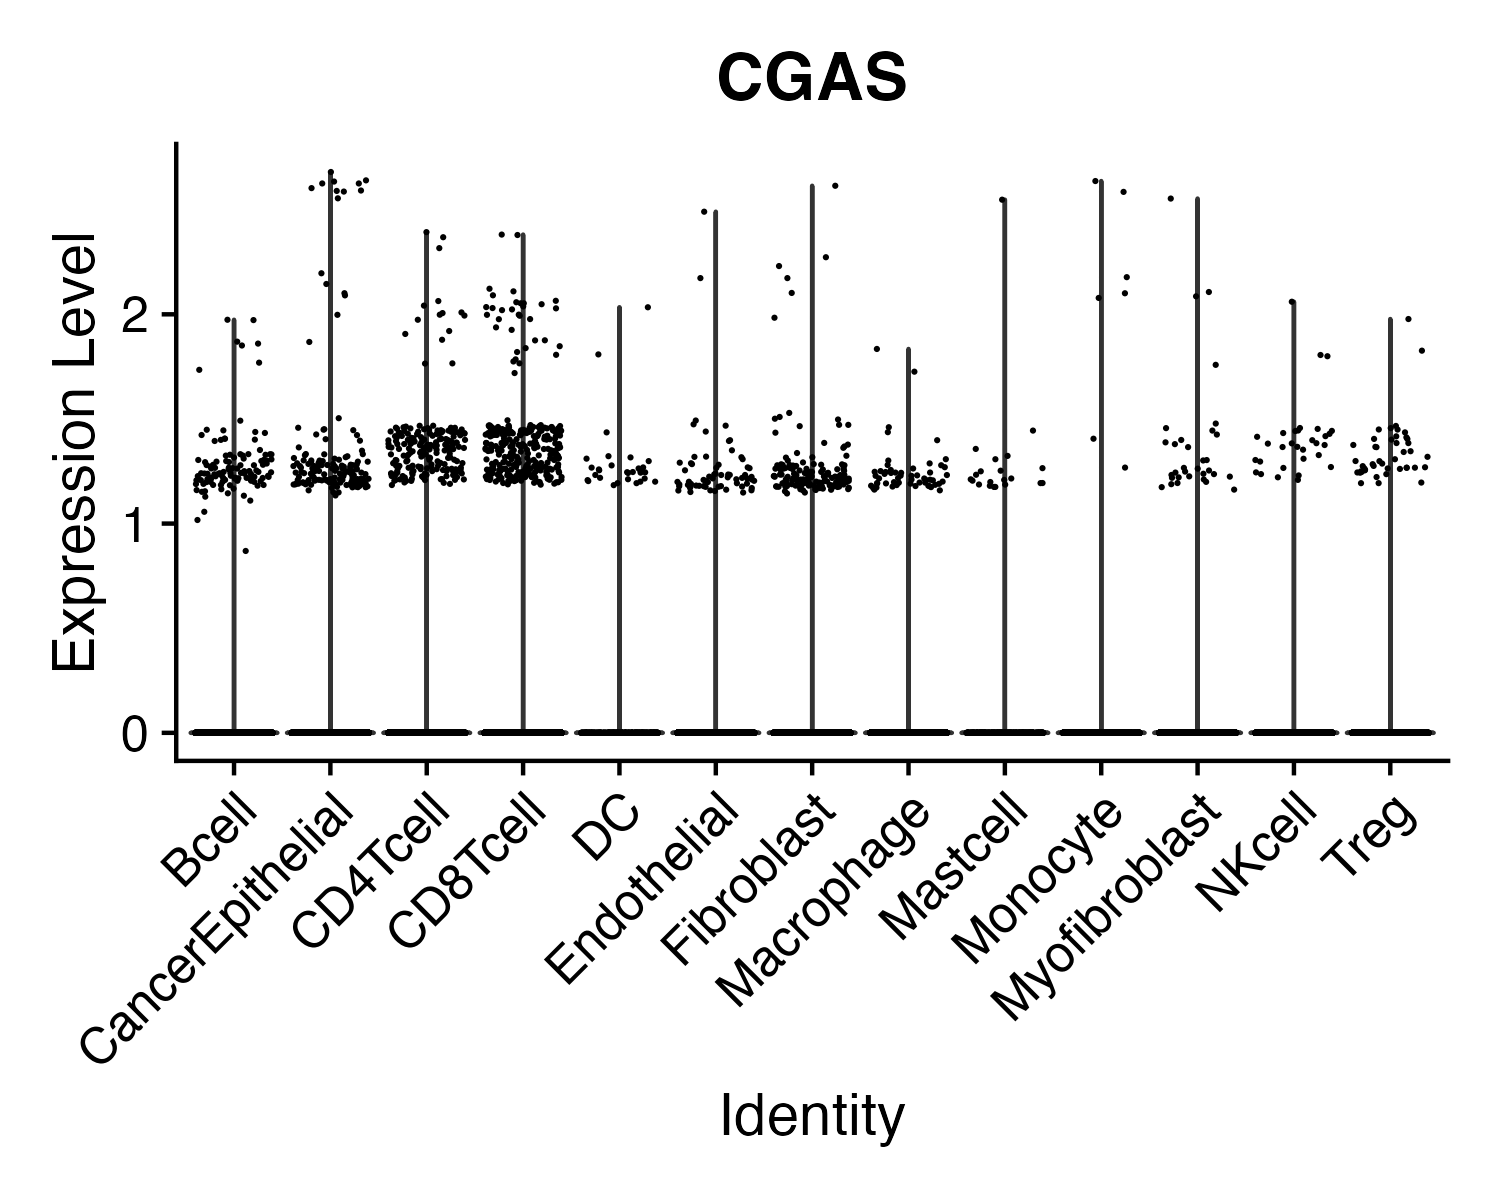 CGAS
Expression Level
2
1
0
Bcell
CancerEpithelial
CD4Tcell
CD8Tcell
DC
Endothelial
Fibroblast
Macrophage
Mastcell
Monocyte
Myofibroblast
NKcell
Treg
Identity